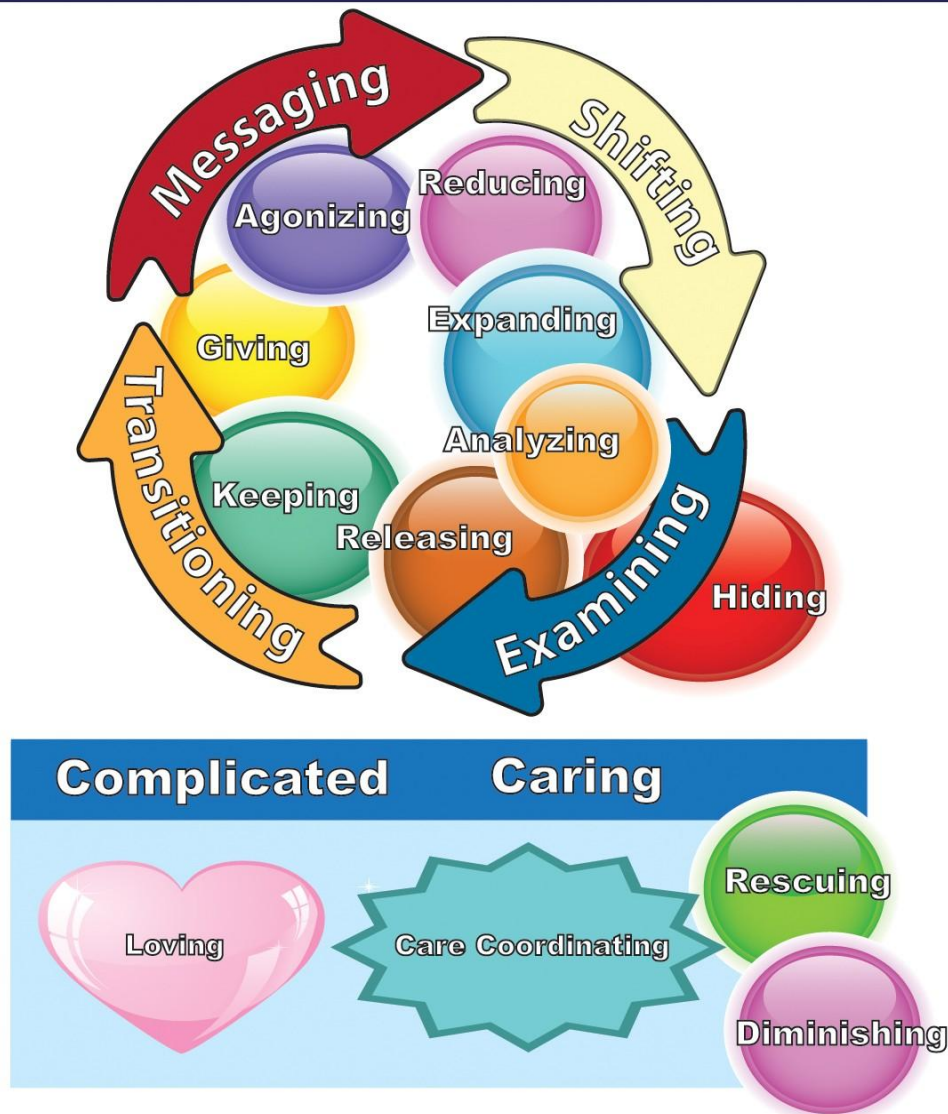 Messaging
Shifting
Agonizing
Reducing
Giving
Expanding
Transitioning
Analyzing
Keeping
Releasing
Examining
Hiding
Complicated Caring
Loving
Care Coordinating
Rescuing
Diminishing